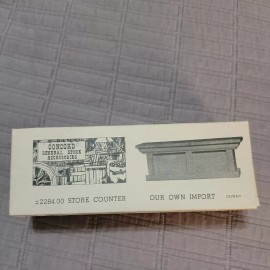 CONCORD
GENERAL STORE
ACCESSORIES
#2284.00 STORE COUNTER
OUR OWN IMPORT